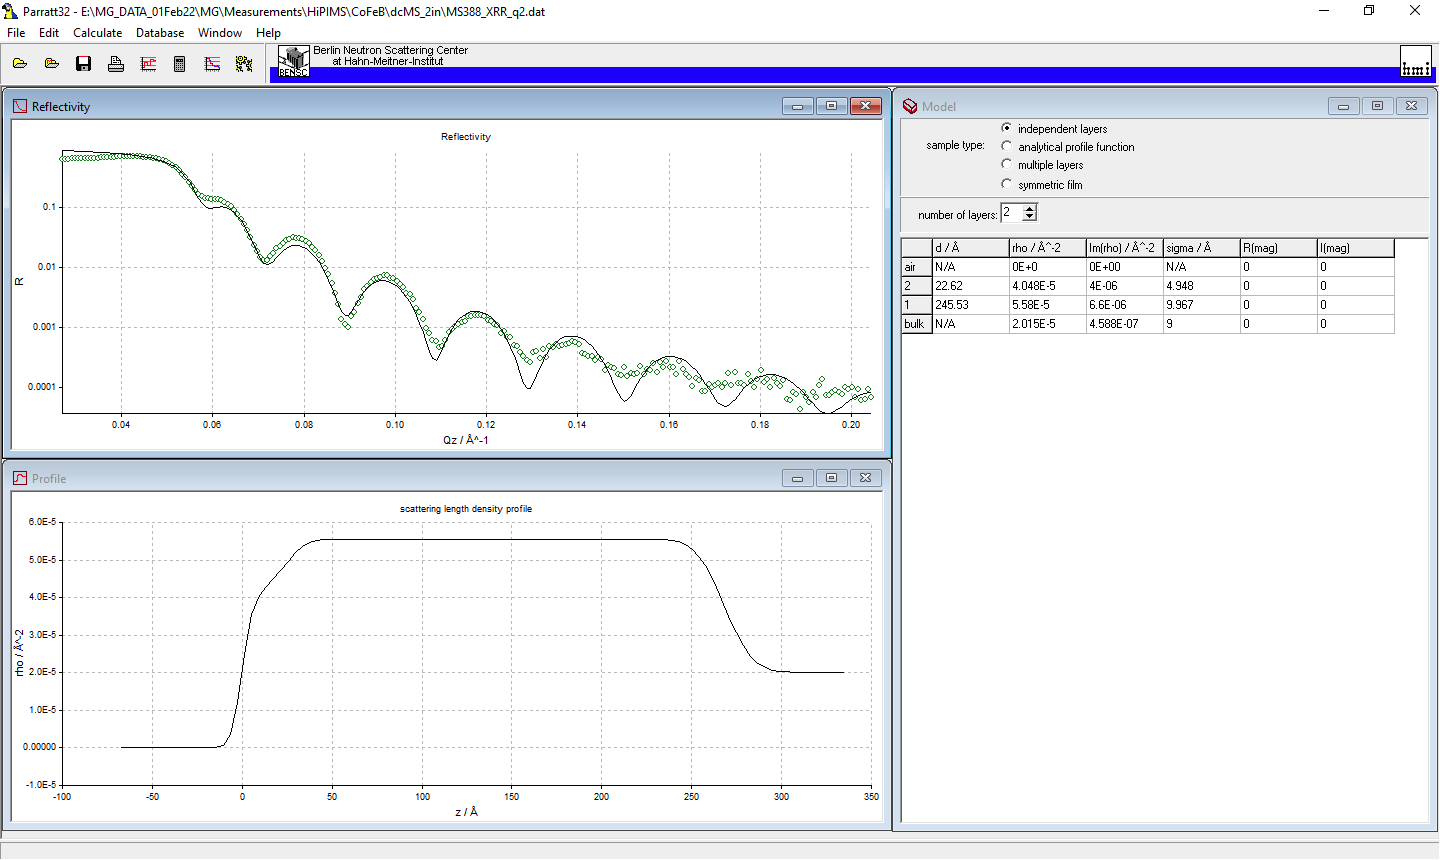 Parratt32 - E:\MG_DATA_01Feb22\MG\Measurements\HiPIMS\CoFeB\dcMS_2in\MS388_XRR_q2.dat
File Edit Calculate Database Window Help
BENSC
Berlin Neutron Scattering Center
at Hahn-Meitner-Institut
hmi
Reflectivity
Reflectivity
R
0.1
0.01
0.001
0.0001
0.04 0.06 0.08 0.10 0.12 0.14 0.16 0.18 0.20
Qz / Å^-1
Profile
scattering length density profile
rho / Å^-2
6.0E-5
5.0E-5
4.0E-5
3.0E-5
2.0E-5
1.0E-5
0.00000
-1.0E-5
-100 -50 0 50 100 150 200 250 300 350
z / Å
Model
sample type:
independent layers
analytical profile function
multiple layers
symmetric film
number of layers: 2
d / Å rho / Å^-2 Im(rho) / Å^-2 sigma / Å R(mag) I(mag)
air N/A 0E+0 0E+00 N/A 0 0
2 22.62 4.048E-5 4E-06 4.948 0 0
1 245.53 5.58E-5 6.6E-06 9.967 0 0
bulk N/A 2.015E-5 4.588E-07 9 0 0